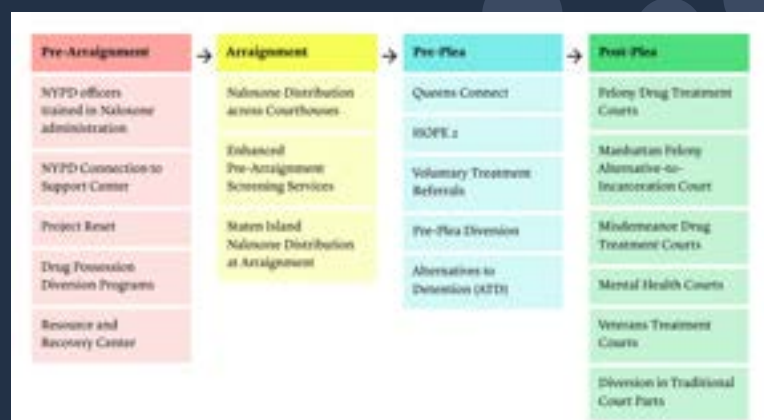 Pre-Arraignment
→
Arraignment
→
Pre-Plea
→
Post-Plea
NYPD officers
trained in Naloxone
administration
NYPD Connection to
Support Center
Project Reset
Drug Possession
Diversion Programs
Resource and
Recovery Center
Naloxone Distribution
across Courthouses
Enhanced
Pre-Arraignment
Screening Services
Staten Island
Naloxone Distribution
at Arraignment
Queens Connect
HOPE 2
Voluntary Treatment
Referrals
Pre-Plea Diversion
Alternatives to
Detention (ATD)
Felony Drug Treatment
Courts
Manhattan Felony
Alternative-to-
Incarceration Court
Misdemeanor Drug
Treatment Courts
Mental Health Courts
Veterans Treatment
Courts
Diversion in Traditional
Court Parts